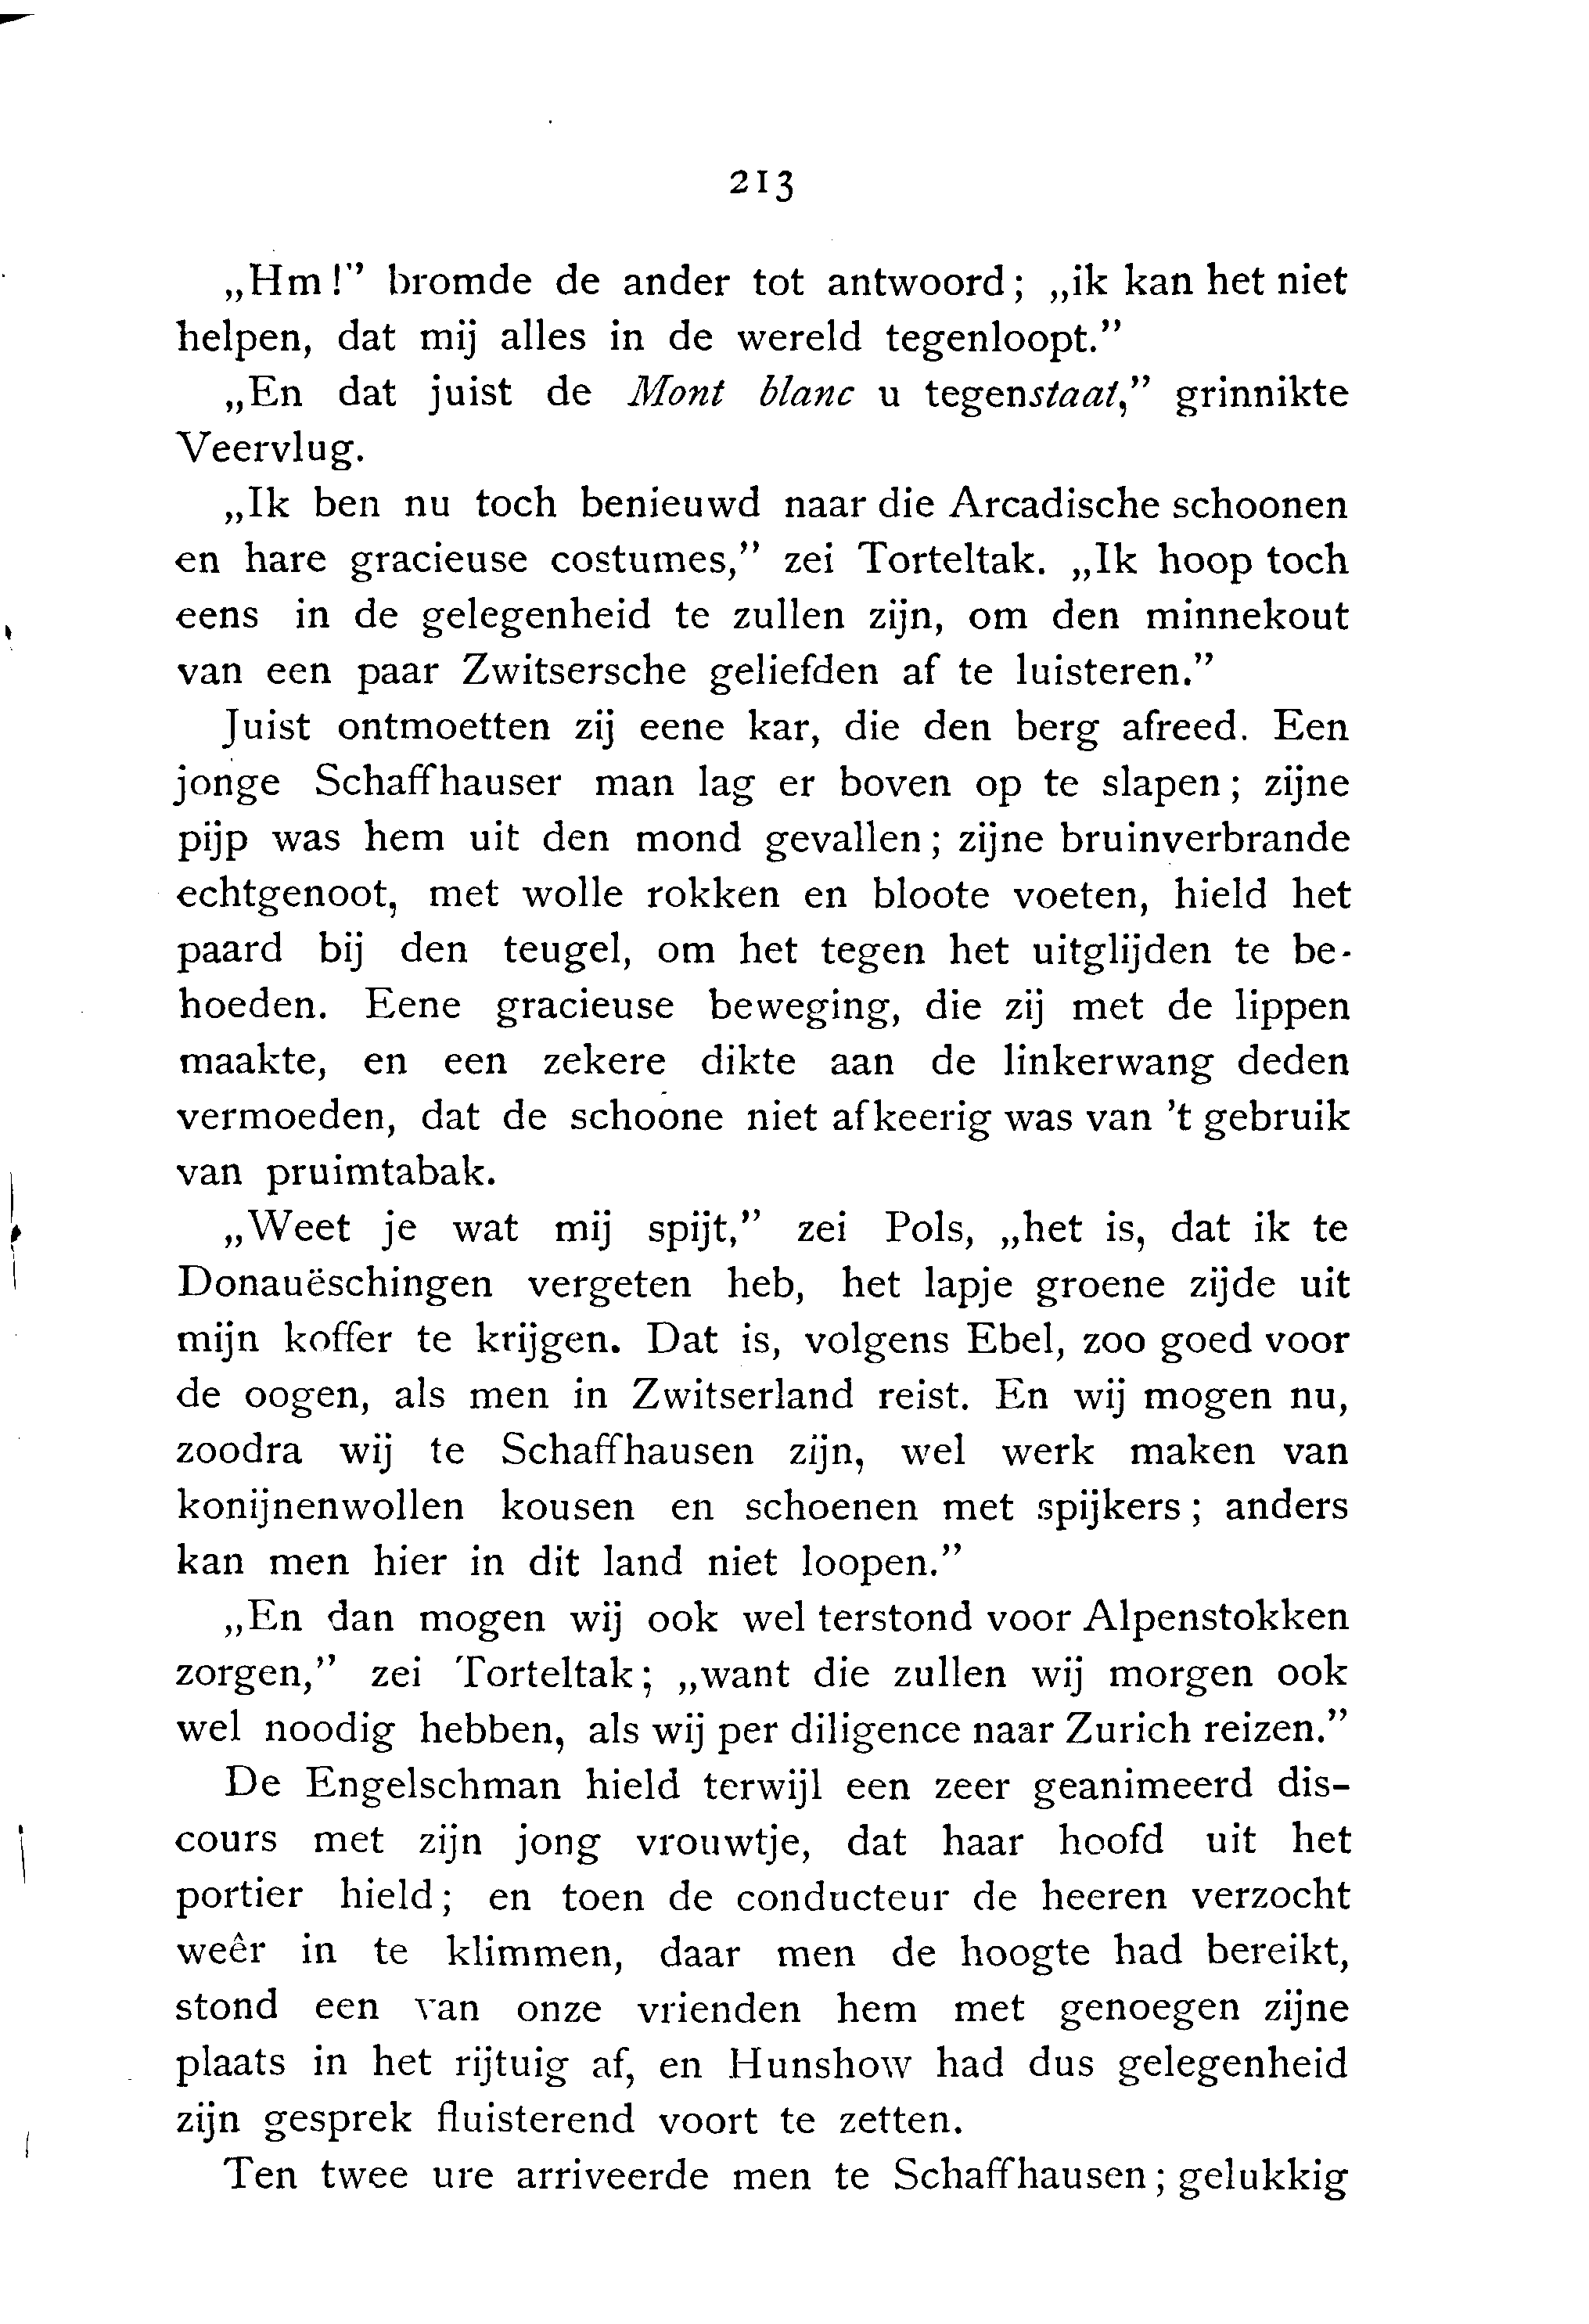 213
„Hm!” bromde de ander tot antwoord; „ik kan het niet
helpen, dat mij alles in de wereld tegenloopt.”
„En dat juist de Mont blanc u tegenstaat,” grinnikte
Veervlug.
„Ik ben nu toch benieuwd naar die Arcadische schoonen
en hare gracieuse costumes,” zei Torteltak. „Ik hoop toch
eens in de gelegenheid te zullen zijn, om den minnekout
van een paar Zwitsersche geliefden af te luisteren.”
Juist ontmoetten zij eene kar, die den berg afreed. Een
jonge Schaffhauser man lag er boven op te slapen; zijne
pijp was hem uit den mond gevallen; zijne bruinverbrande
echtgenoot, met wolle rokken en bloote voeten, hield het
paard bij den teugel, om het tegen het uitglijden te be-
hoeden. Eene gracieuse beweging, die zij met de lippen
maakte, en een zekere dikte aan de linkerwang deden
vermoeden, dat de schoone niet afkeerig was van 't gebruik
van pruimtabak.
„Weet je wat mij spijt,” zei Pols, „het is, dat ik te
Donauëschingen vergeten heb, het lapje groene zijde uit
mijn koffer te krijgen. Dat is, volgens Ebel, zoo goed voor
de oogen, als men in Zwitserland reist. En wij mogen nu,
zoodra wij te Schaffhausen zijn, wel werk maken van
konijnenwollen kousen en schoenen met spijkers; anders
kan men hier in dit land niet loopen.”
„En dan mogen wij ook wel terstond voor Alpenstokken
zorgen,” zei Torteltak; „want die zullen wij morgen ook
wel noodig hebben, als wij per diligence naar Zurich reizen.”
De Engelschman hield terwijl een zeer geanimeerd dis-
cours met zijn jong vrouwtje, dat haar hoofd uit het
portier hield; en toen de conducteur de heeren verzocht
weêr in te klimmen, daar men de hoogte had bereikt,
stond een van onze vrienden hem met genoegen zijne
plaats in het rijtuig af, en Hunshow had dus gelegenheid
zijn gesprek fluisterend voort te zetten.
Ten twee ure arriveerde men te Schaffhausen; gelukkig